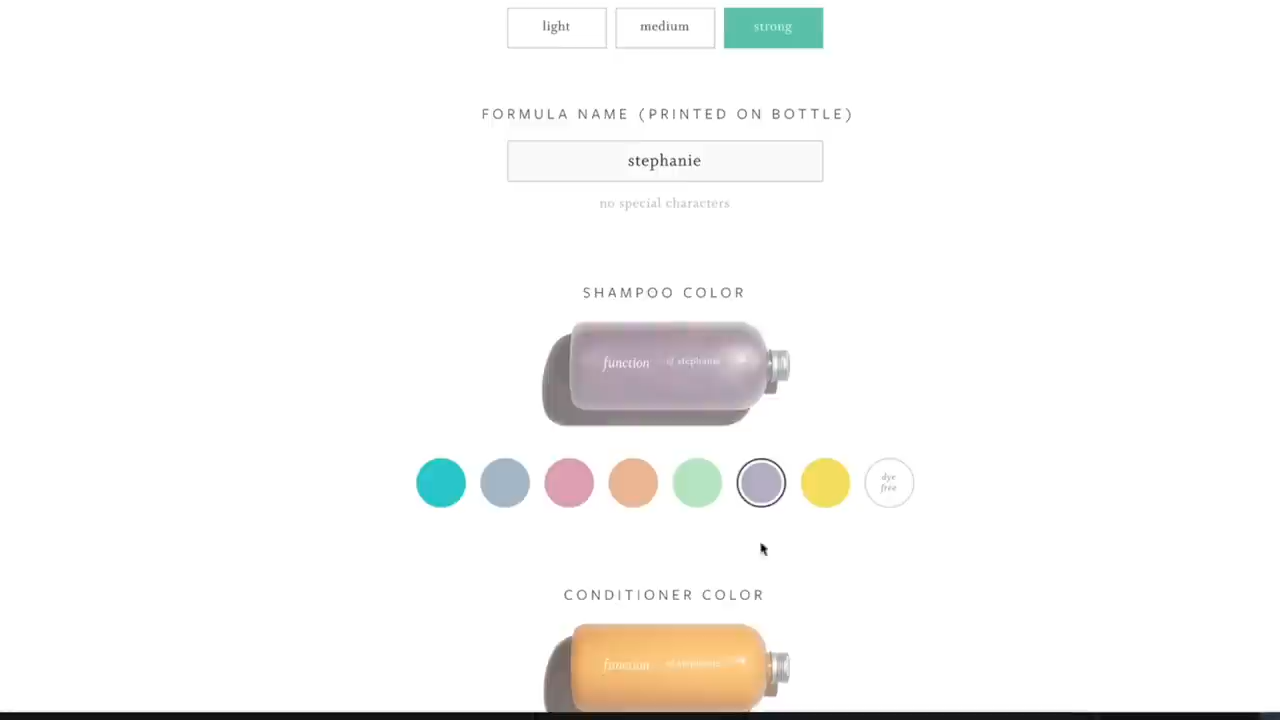 light
medium
strong
FORMULA NAME (PRINTED ON BOTTLE)
stephanie
no special characters
SHAMPOO COLOR
function stephanie
dye
free
CONDITIONER COLOR
function